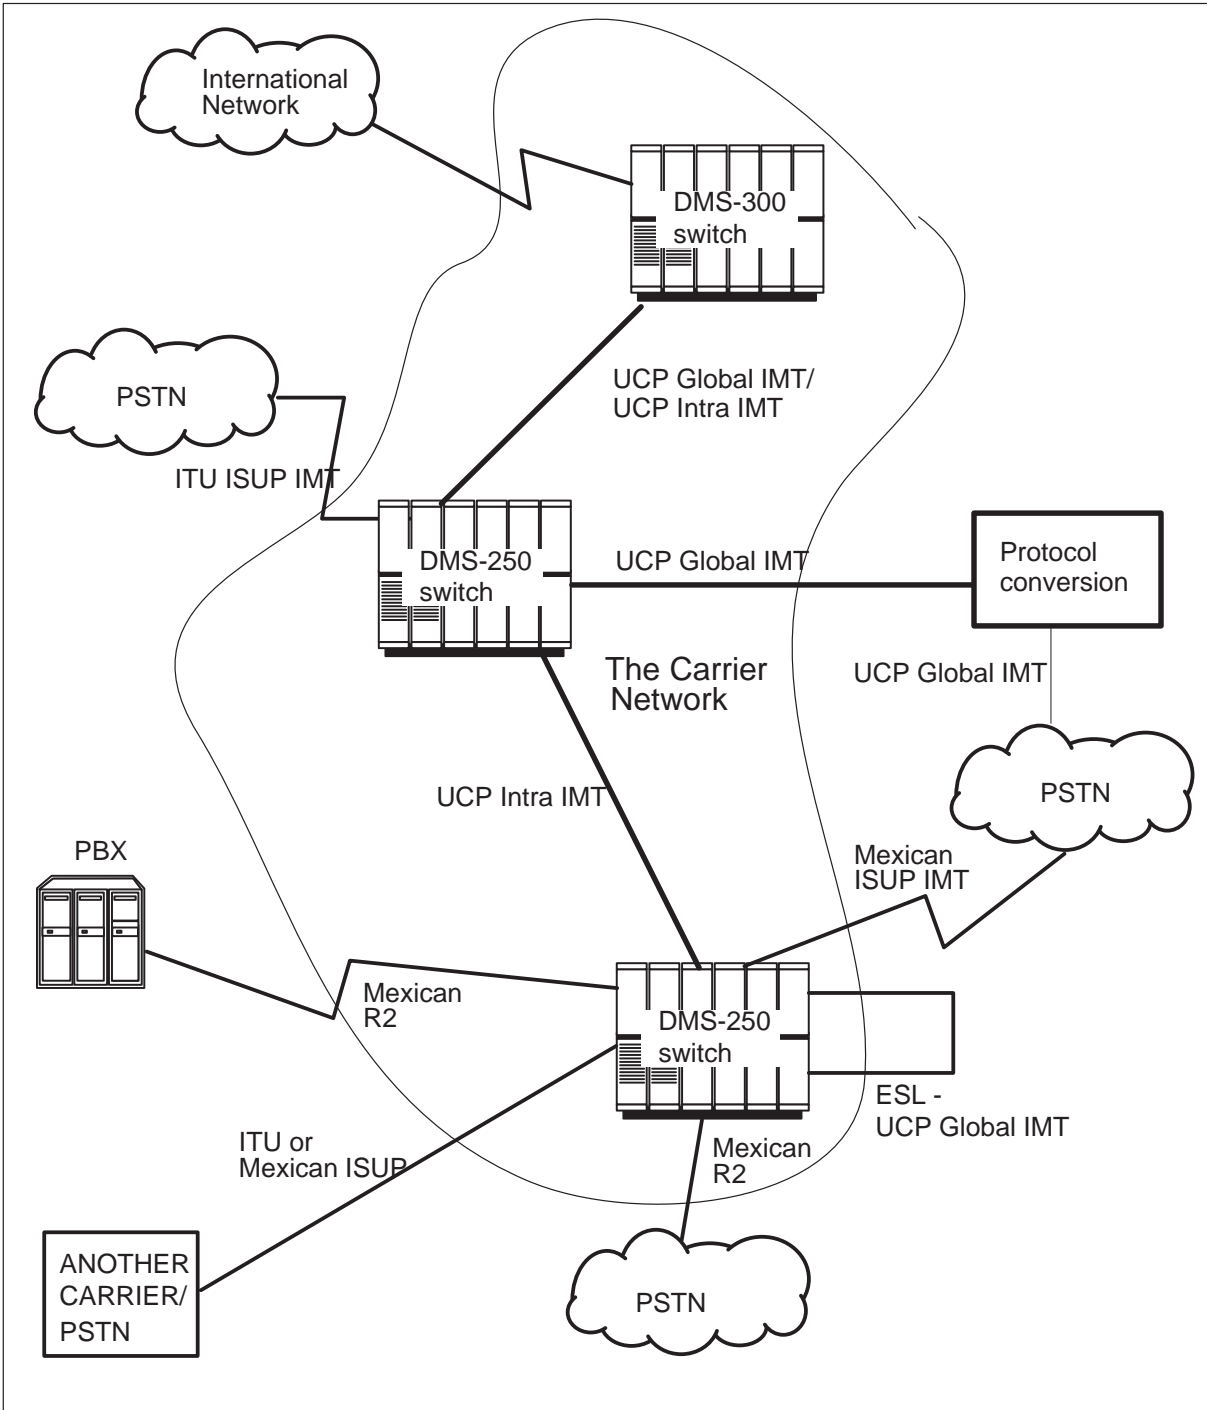 International
Network
DMS-300
switch
UCP Global IMT/
UCP Intra IMT
PSTN
ITU ISUP IMT
DMS-250
switch
UCP Global IMT
Protocol
conversion
The Carrier
Network
UCP Global IMT
PSTN
UCP Intra IMT
PBX
Mexican
ISUP IMT
Mexican
R2
DMS-250
switch
ESL -
UCP Global IMT
ITU or
Mexican ISUP
Mexican
R2
ANOTHER
CARRIER/
PSTN
PSTN